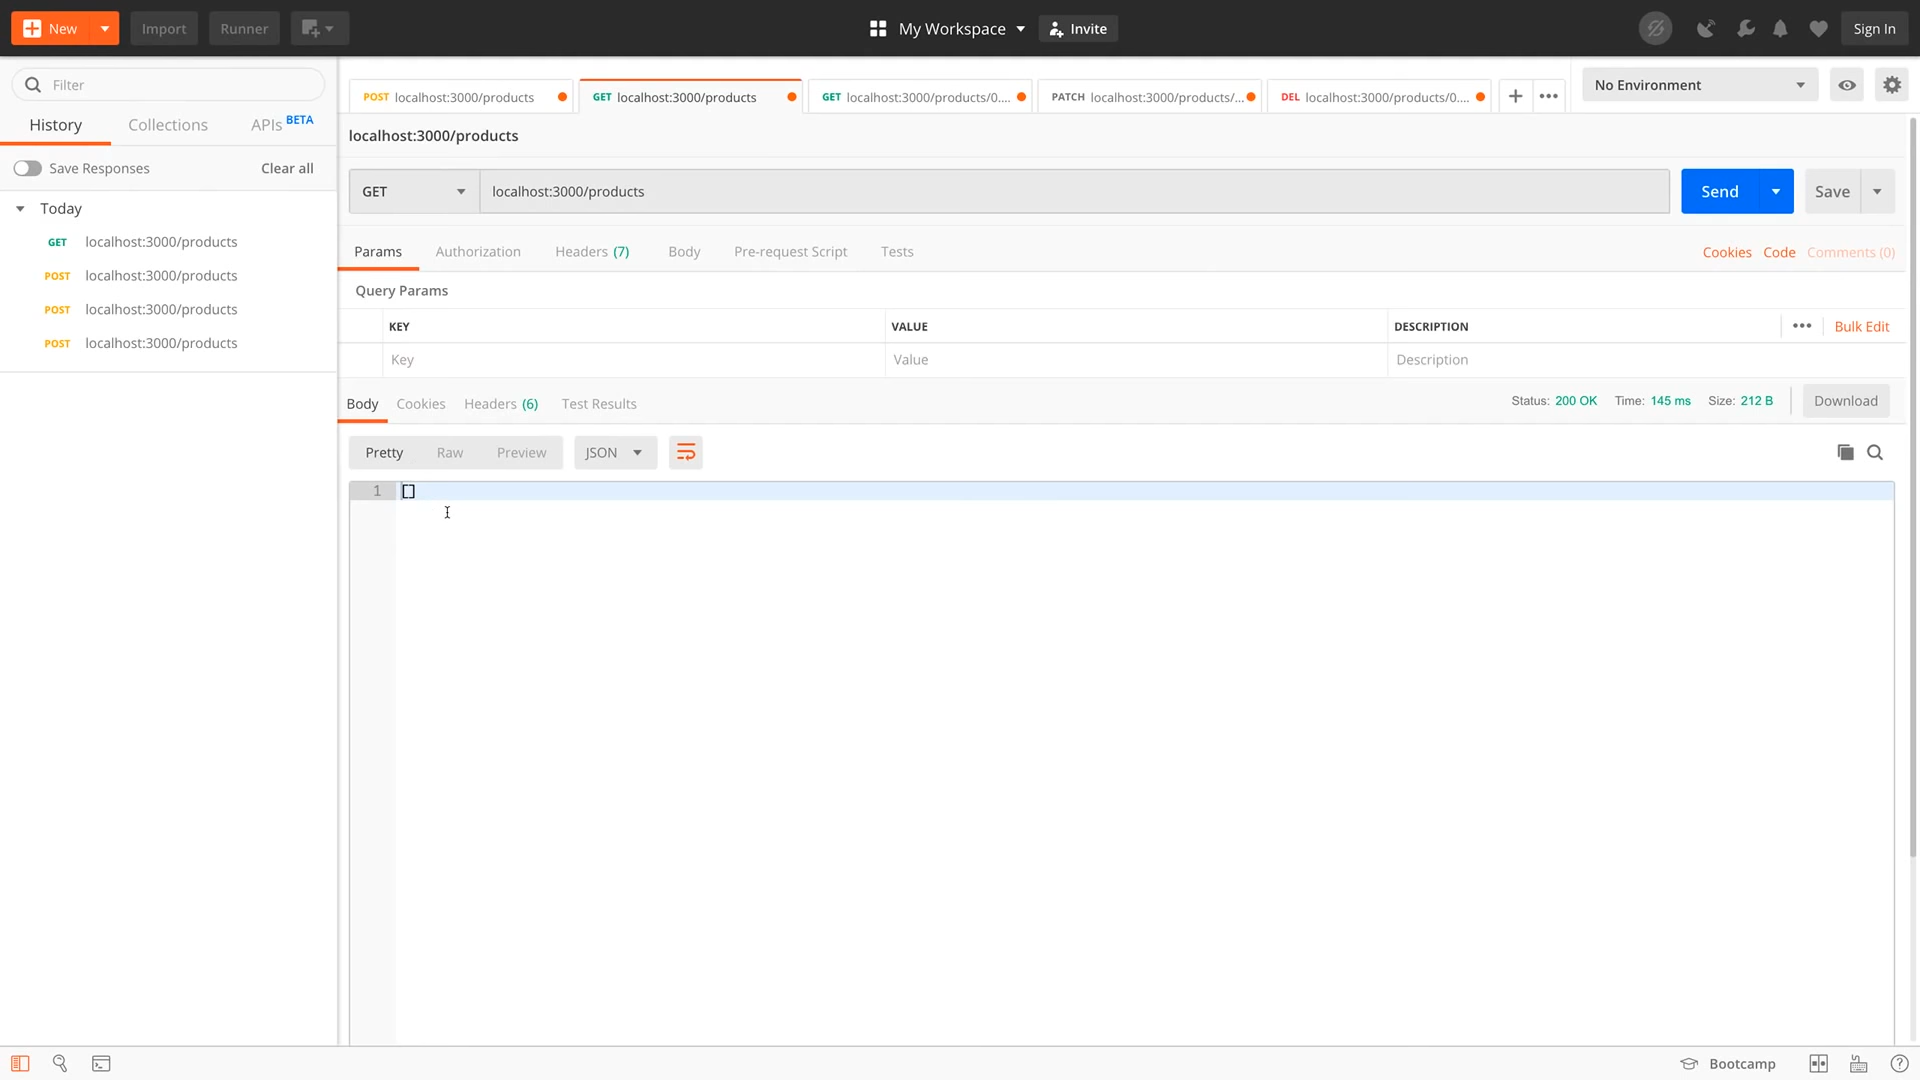 New
Import
Runner
My Workspace
Invite
Sign In
Filter
History
Collections
APIs BETA
Save Responses
Clear all
Today
GET localhost:3000/products
POST localhost:3000/products
POST localhost:3000/products
POST localhost:3000/products
POST localhost:3000/products
GET localhost:3000/products
GET localhost:3000/products/0....
PATCH localhost:3000/products/...
DEL localhost:3000/products/0....
No Environment
localhost:3000/products
GET
localhost:3000/products
Send
Save
Params
Authorization
Headers (7)
Body
Pre-request Script
Tests
Cookies
Code
Comments (0)
Query Params
KEY
VALUE
DESCRIPTION
Bulk Edit
Key
Value
Description
Body
Cookies
Headers (6)
Test Results
Status: 200 OK
Time: 145 ms
Size: 212 B
Download
Pretty
Raw
Preview
JSON
1 []
Bootcamp